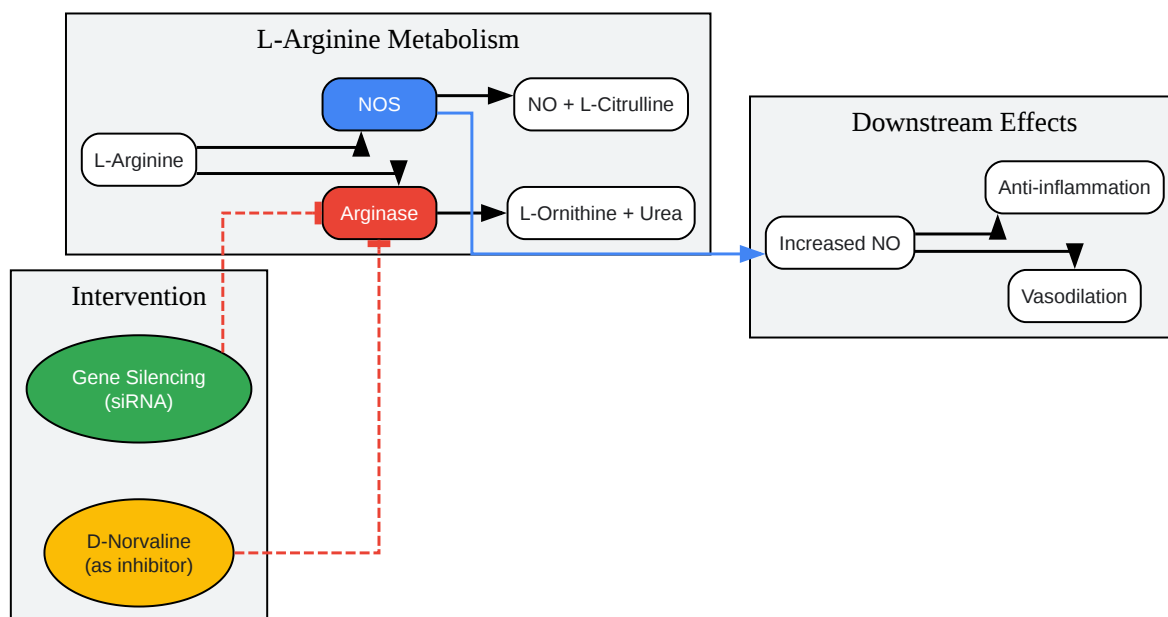 L-Arginine Metabolism
NOS
NO + L-Citrulline
L-Arginine
Arginase
L-Ornithine + Urea
Downstream Effects
Anti-inflammation
Increased NO
Vasodilation
Intervention
Gene Silencing
(siRNA)
D-Norvaline
(as inhibitor)